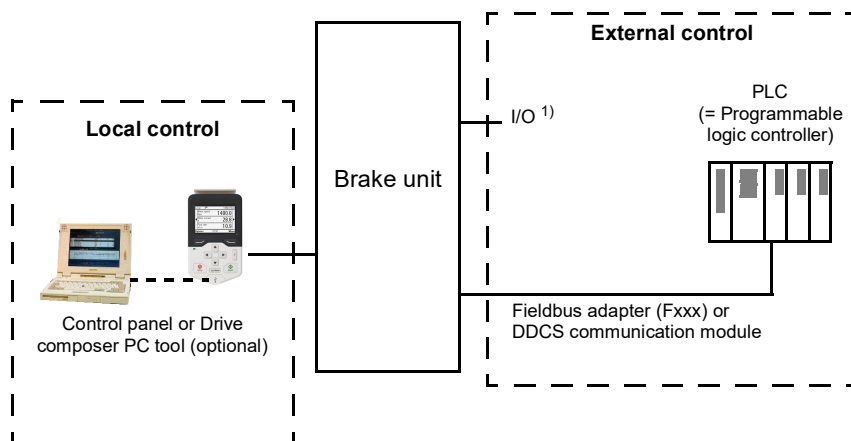 Local control
Control panel or Drive
composer PC tool (optional)
Brake unit
External control
I/O 1)
PLC
(= Programmable
logic controller)
Fieldbus adapter (Fxxx) or
DDCS communication module